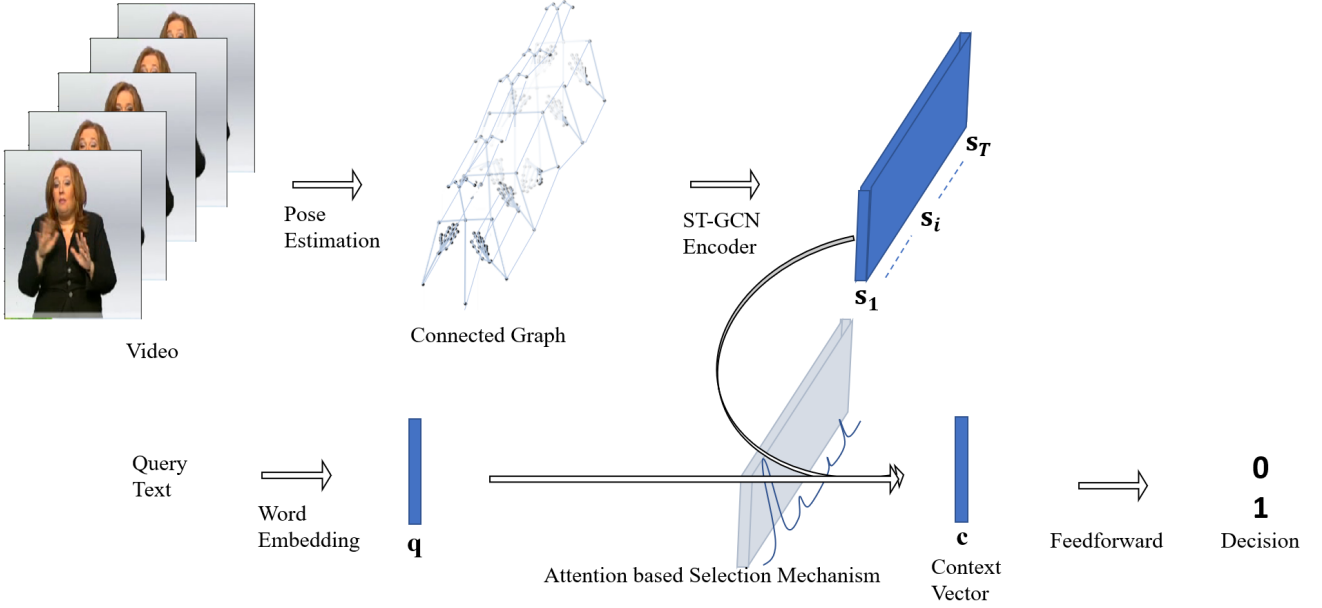 Pose
Estimation
ST-GCN
Encoder
s_T
s_i
s_1
Connected Graph
Video
Query
Text
Word
Embedding
q
Attention based Selection Mechanism
c
Context
Vector
Feedforward
0
1
Decision